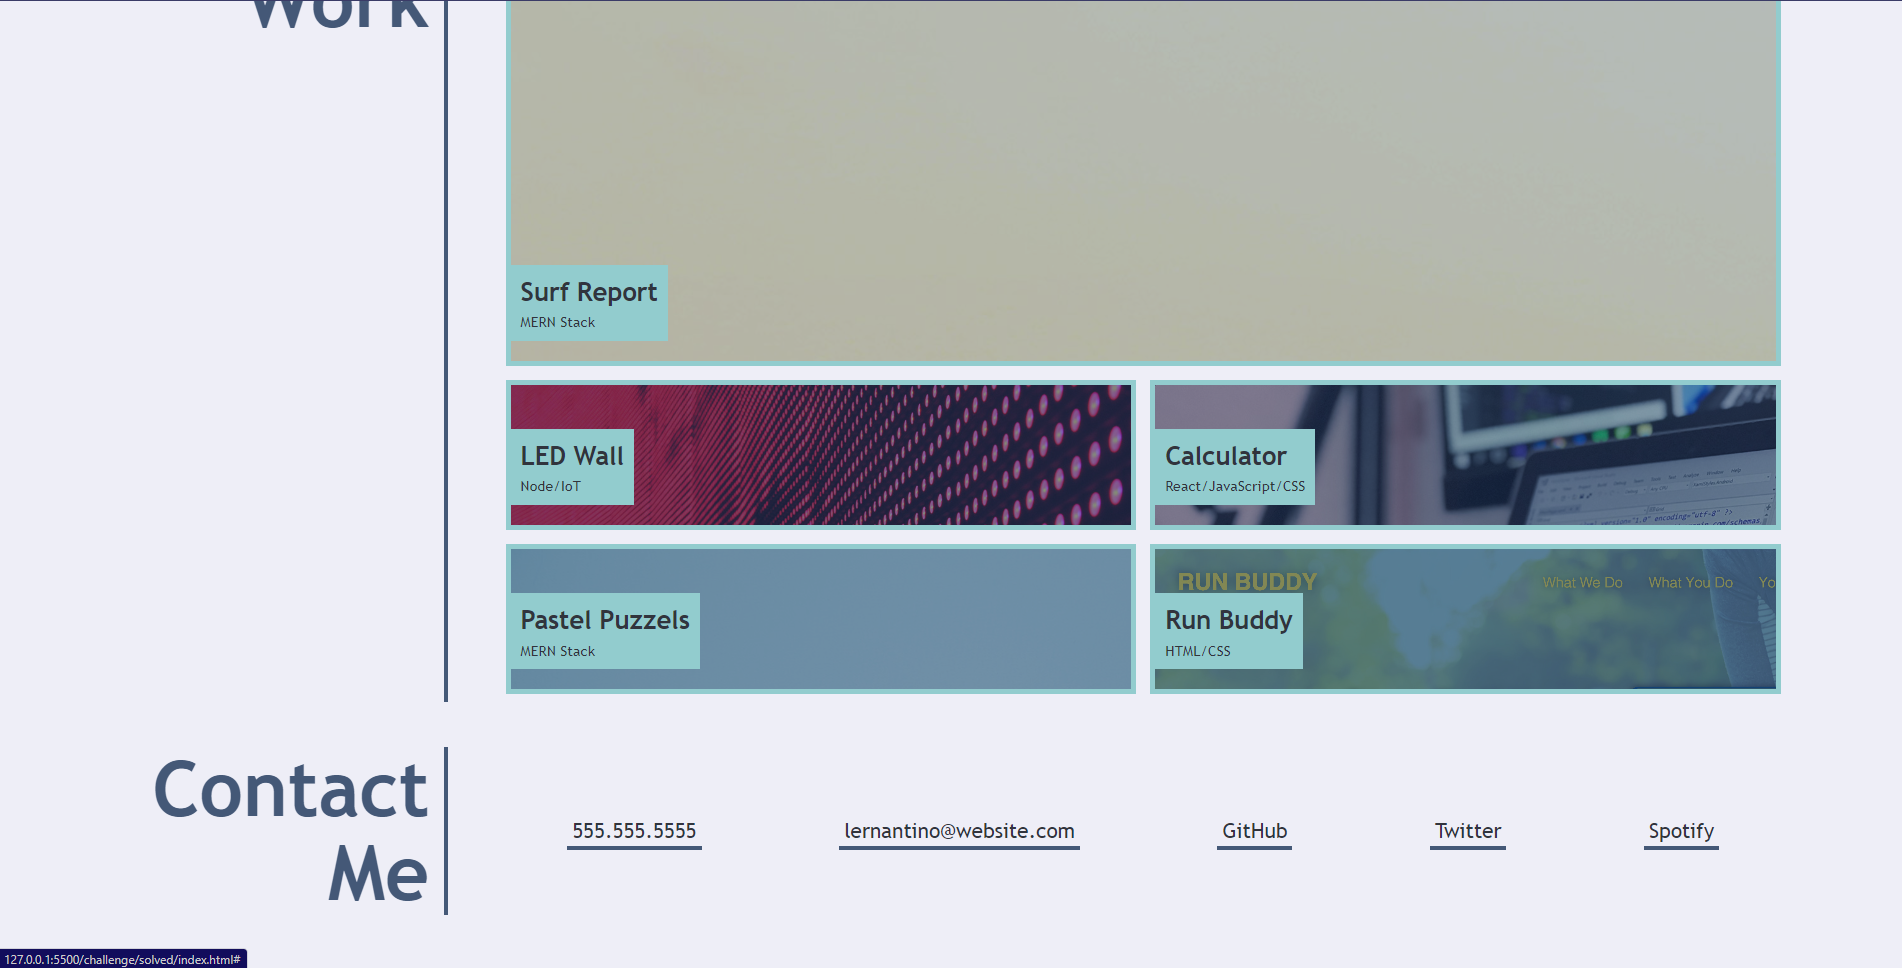 Work
Surf Report
MERN Stack
LED Wall
Node/IoT
Calculator
React/JavaScript/CSS
Pastel Puzzels
MERN Stack
RUN BUDDY
What We Do What You Do Yo
Run Buddy
HTML/CSS
Contact
Me
555.555.5555
lernantino@website.com
GitHub
Twitter
Spotify
127.0.0.1:5500/challenge/solved/index.html#